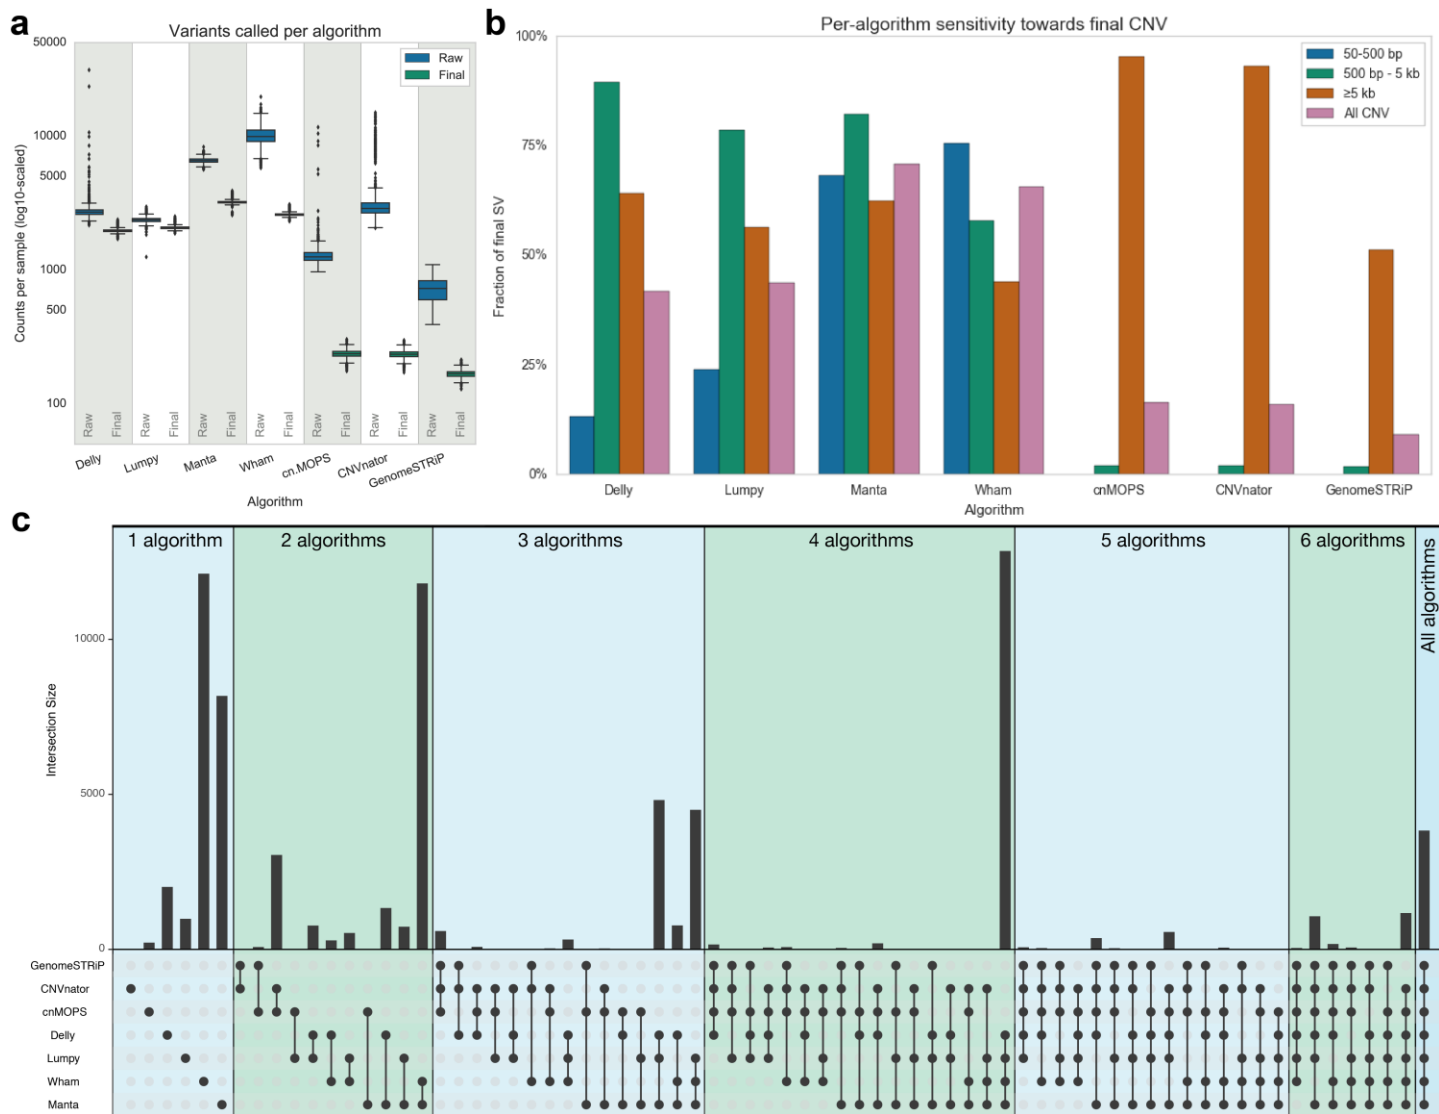 a
Variants called per algorithm
50000
10000
5000
1000
500
100
Counts per sample (log10-scaled)
Raw
Final
Raw
Final
Raw
Final
Raw
Final
Raw
Final
Raw
Final
Raw
Final
Raw
Final
Delly
Lumpy
Manta
Wham
cn.MOPS
CNVnator
GenomeSTRiP
Algorithm
b
Per-algorithm sensitivity towards final CNV
100%
75%
50%
25%
0%
Fraction of final SV
50-500 bp
500 bp - 5 kb
≥5 kb
All CNV
Delly
Lumpy
Manta
Wham
cnMOPS
CNVnator
GenomeSTRiP
Algorithm
c
1 algorithm
2 algorithms
3 algorithms
4 algorithms
5 algorithms
6 algorithms
All algorithms
10000
5000
0
Intersection Size
GenomeSTRiP
CNVnator
cnMOPS
Delly
Lumpy
Wham
Manta